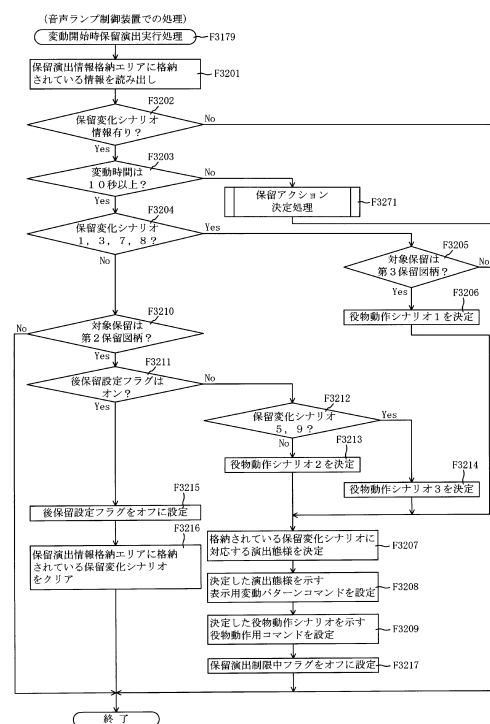 (音声ランプ制御装置での処理)
変動開始時保留演出実行処理
F3179
保留演出情報格納エリアに格納
されている情報を読み出し
F3201
F3202
保留変化シナリオ
情報有り?
No
Yes
F3203
変動時間は
10秒以上?
No
Yes
保留アクション
決定処理
F3271
F3204
保留変化シナリオ
1,3,7,8?
Yes
No
F3205
対象保留は
第3保留図柄?
No
Yes
F3206
役物動作シナリオ1を決定
F3210
対象保留は
第2保留図柄?
No
Yes
F3211
後保留設定フラグは
オン?
No
Yes
F3212
保留変化シナリオ
5,9?
Yes
No
F3213
役物動作シナリオ2を決定
F3214
役物動作シナリオ3を決定
F3215
後保留設定フラグをオフに設定
F3216
保留演出情報格納エリアに格納
されている保留変化シナリオ
をクリア
格納されている保留変化シナリオに
対応する演出態様を決定
F3207
決定した演出態様を示す
表示用変動パターンコマンドを設定
F3208
決定した役物動作シナリオを示す
役物動作用コマンドを設定
F3209
保留演出制限中フラグをオフに設定
F3217
終了